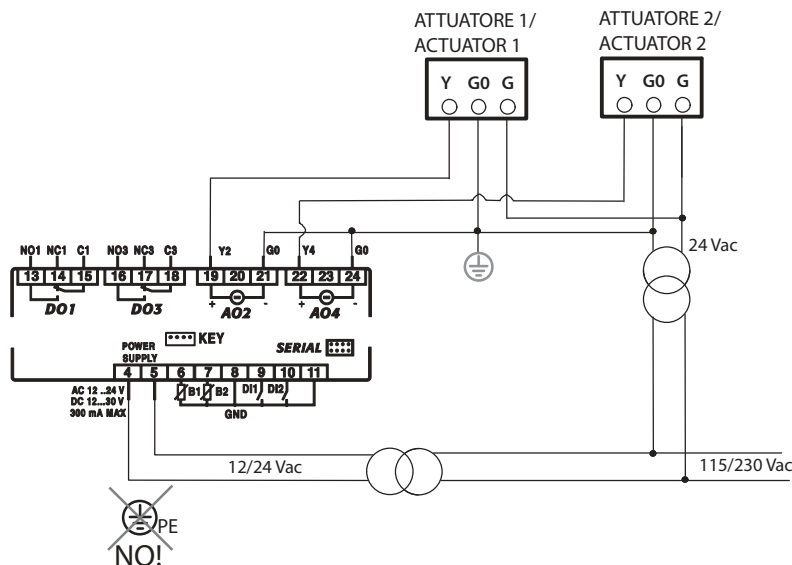 ATTUATORE 1/
ACTUATOR 1
ATTUATORE 2/
ACTUATOR 2
Y G0 G
Y G0 G
24 Vac
NO1 NC1 C1 NO3 NC3 C3 Y2 G0 Y4 G0
13 14 15 16 17 18 19 20 21 22 23 24
DO1 DO3 + AO2 - + AO4 -
KEY
POWER
SUPPLY
SERIAL
4 5 6 7 8 9 10 11
AC 12 ..24 V
DC 12...30 V
300 mA MAX
B1 B2 DI1 DI2
GND
12/24 Vac
115/230 Vac
PE
NO!